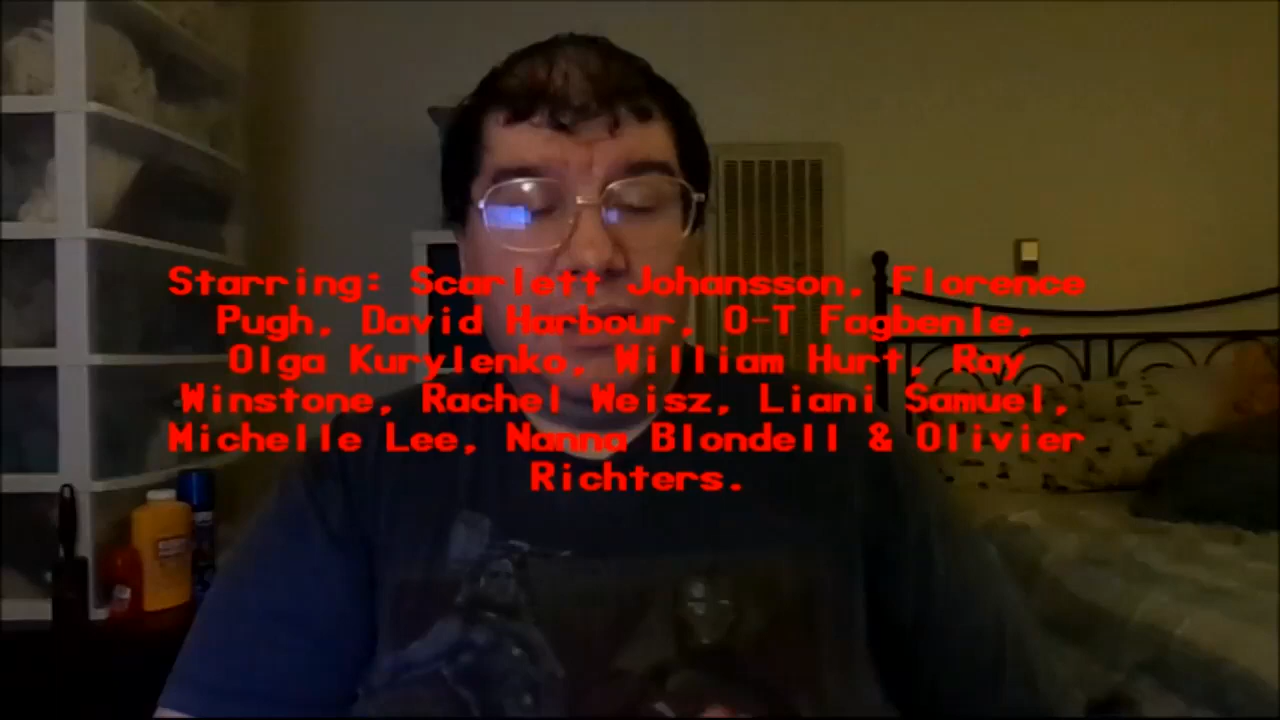 Starring: Scarlett Johansson, Florence
Pugh, David Harbour, O-T Fagbenle,
Olga Kurylenko, William Hurt, Ray
Winstone, Rachel Weisz, Liani Samuel,
Michelle Lee, Nanna Blondell & Olivier
Richters.